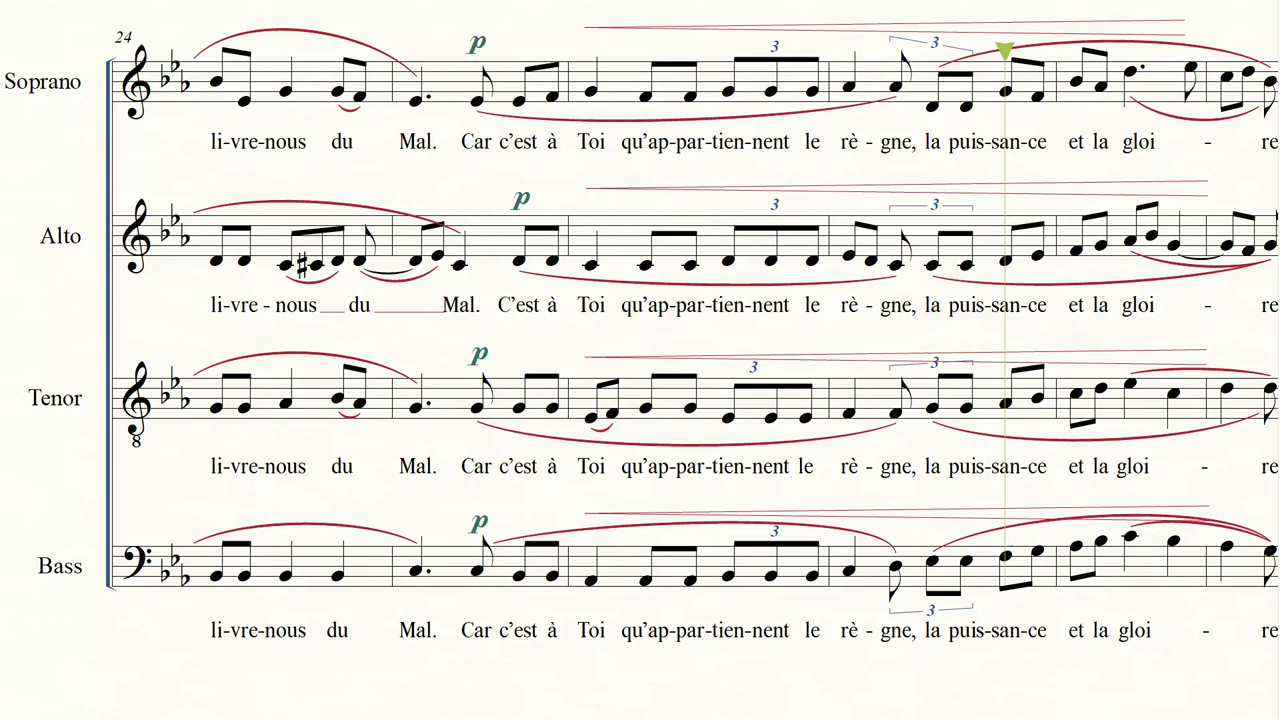 24
p
3
3
Soprano
li-vre-nous du Mal. Car c'est à Toi qu'ap-par-tien-nent le rè - gne, la puis-san-ce et la gloi - re
p
3
3
Alto
li-vre - nous du Mal. C'est à Toi qu'ap-par-tien-nent le rè - gne, la puis-san-ce et la gloi - re
p
3
3
Tenor
8
li-vre-nous du Mal. Car c'est à Toi qu'ap-par-tien-nent le rè - gne, la puis-san-ce et la gloi - re
p
3
Bass
3
li-vre-nous du Mal. Car c'est à Toi qu'ap-par-tien-nent le rè - gne, la puis-san-ce et la gloi - re